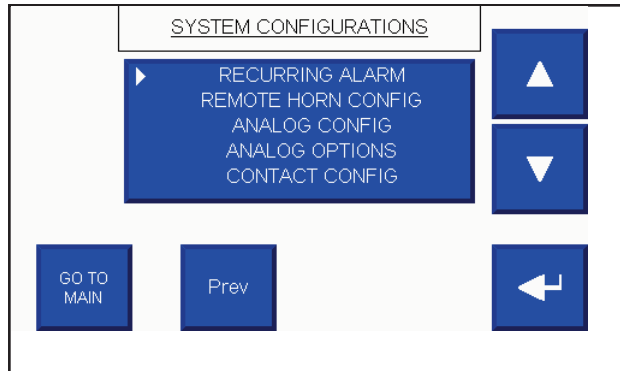 SYSTEM CONFIGURATIONS
RECURRING ALARM
REMOTE HORN CONFIG
ANALOG CONFIG
ANALOG OPTIONS
CONTACT CONFIG
GO TO
MAIN
Prev